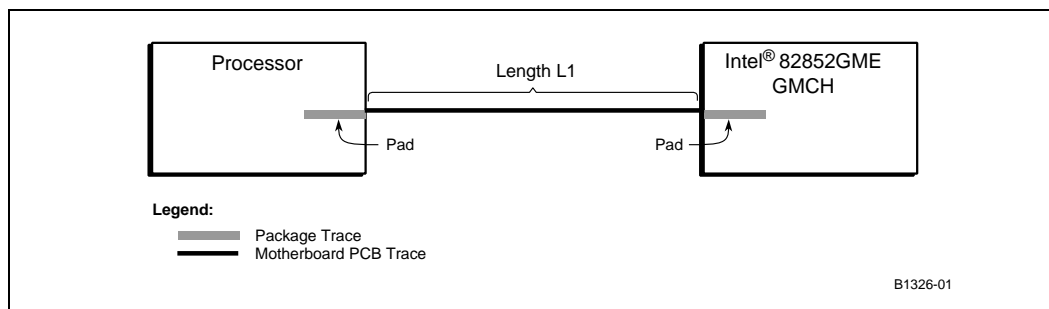 Processor
Length L1
Intel® 82852GME
GMCH
Pad
Pad
Legend:
Package Trace
Motherboard PCB Trace
B1326-01